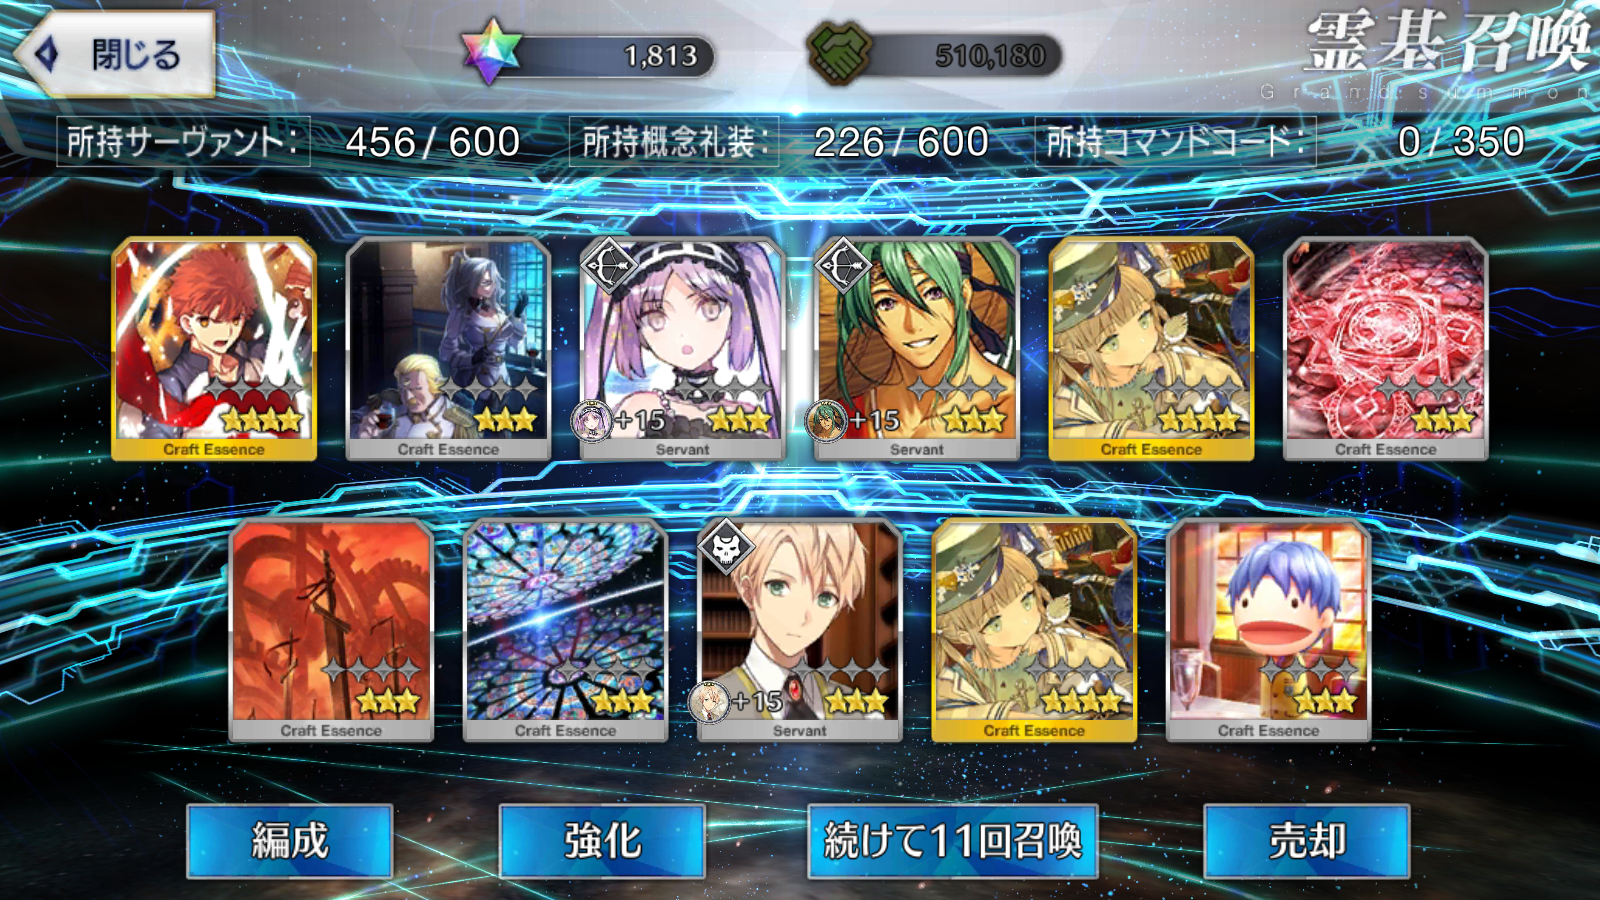 閉じる
1,813
510,180
霊基召喚
Grand summon
所持サーヴァント: 456 / 600
所持概念礼装: 226 / 600
所持コマンドコード: 0 / 350
Craft Essence
Craft Essence
+15
Servant
+15
Servant
Craft Essence
Craft Essence
Craft Essence
Craft Essence
+15
Servant
Craft Essence
Craft Essence
編成
強化
続けて11回召喚
売却